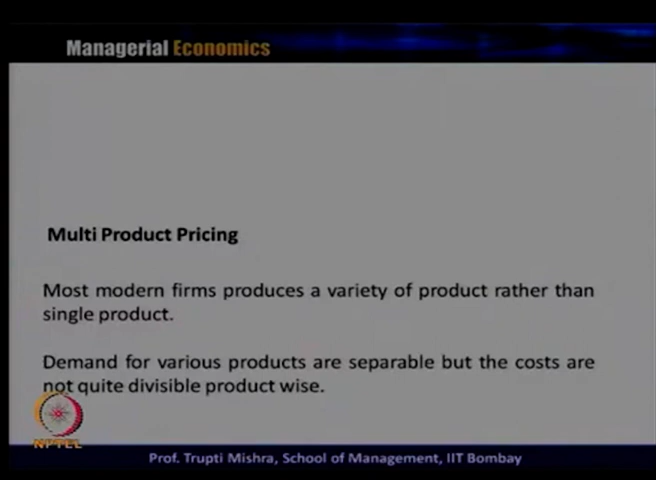 Managerial Economics
Multi Product Pricing
Most modern firms produces a variety of product rather than
single product.
Demand for various products are separable but the costs are
not quite divisible product wise.
NPTEL
Prof. Trupti Mishra, School of Management, IIT Bombay